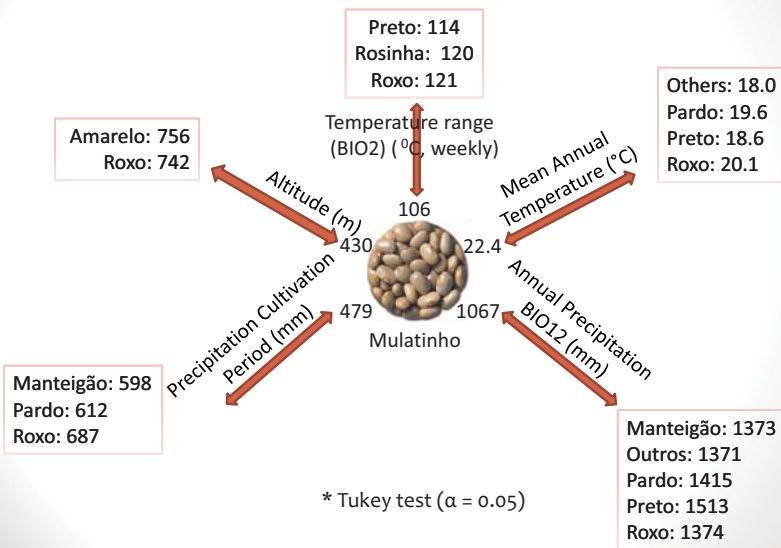 Preto: 114
Rosinha: 120
Roxo: 121
Temperature range
(BIO2) (⁰C, weekly)
Others: 18.0
Pardo: 19.6
Preto: 18.6
Roxo: 20.1
Mean Annual
Temperature (°C)
Amarelo: 756
Roxo: 742
Altitude (m)
106
430
22.4
479
1067
Mulatinho
Precipitation Cultivation
Period (mm)
Annual Precipitation
BIO12 (mm)
Manteigão: 598
Pardo: 612
Roxo: 687
Manteigão: 1373
Outros: 1371
Pardo: 1415
Preto: 1513
Roxo: 1374
* Tukey test (α = 0.05)